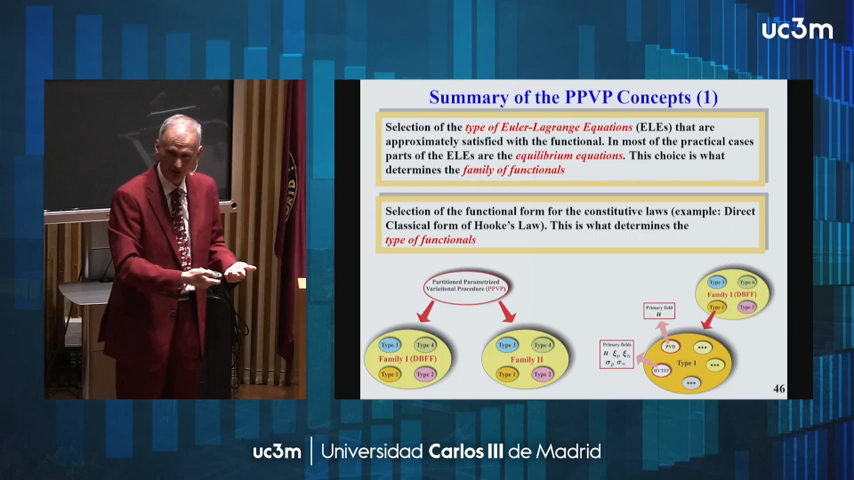 uc3m
Summary of the PPVP Concepts (1)
Selection of the type of Euler-Lagrange Equations (ELEs) that are
approximately satisfied with the functional. In most of the practical cases
parts of the ELEs are the equilibrium equations. This choice is what
determines the family of functionals
Selection of the functional form for the constitutive laws (example: Direct
Classical form of Hooke's Law). This is what determines the
type of functionals
Partitioned Parametrized
Variational Procedure (PPVP)
Type 3 Type 4
Family I (DBFF)
Type 1 Type 2
Type 3 Type 4
Family II
Type 1 Type 2
Type 3 Type 4
Family I (DBFF)
Type 1 Type 2
Primary field
u
Primary fields
PVD
Type 1
HVTFF
46
uc3m | Universidad Carlos III de Madrid